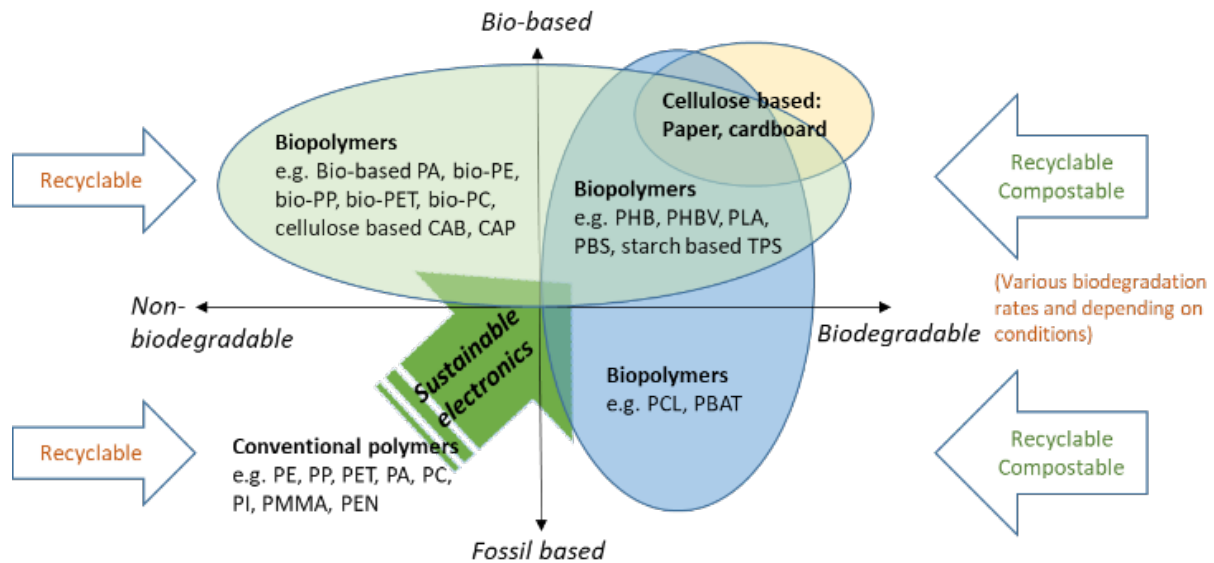 Bio-based
Cellulose based:
Paper, cardboard
Biopolymers
e.g. Bio-based PA, bio-PE,
bio-PP, bio-PET, bio-PC,
cellulose based CAB, CAP
Recyclable
Biopolymers
e.g. PHB, PHBV, PLA,
PBS, starch based TPS
Recyclable
Compostable
Non-
biodegradable
Biodegradable
(Various biodegradation
rates and depending on
conditions)
Sustainable
electronics
Biopolymers
e.g. PCL, PBAT
Recyclable
Conventional polymers
e.g. PE, PP, PET, PA, PC,
PI, PMMA, PEN
Recyclable
Compostable
Fossil based